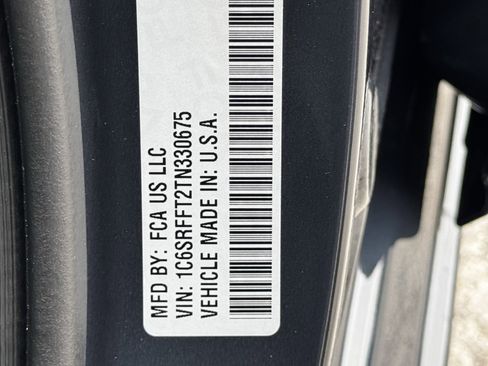 MFD BY: FCA US LLC
VIN: 1C6SRFFT2TN330675
VEHICLE MADE IN: U.S.A.